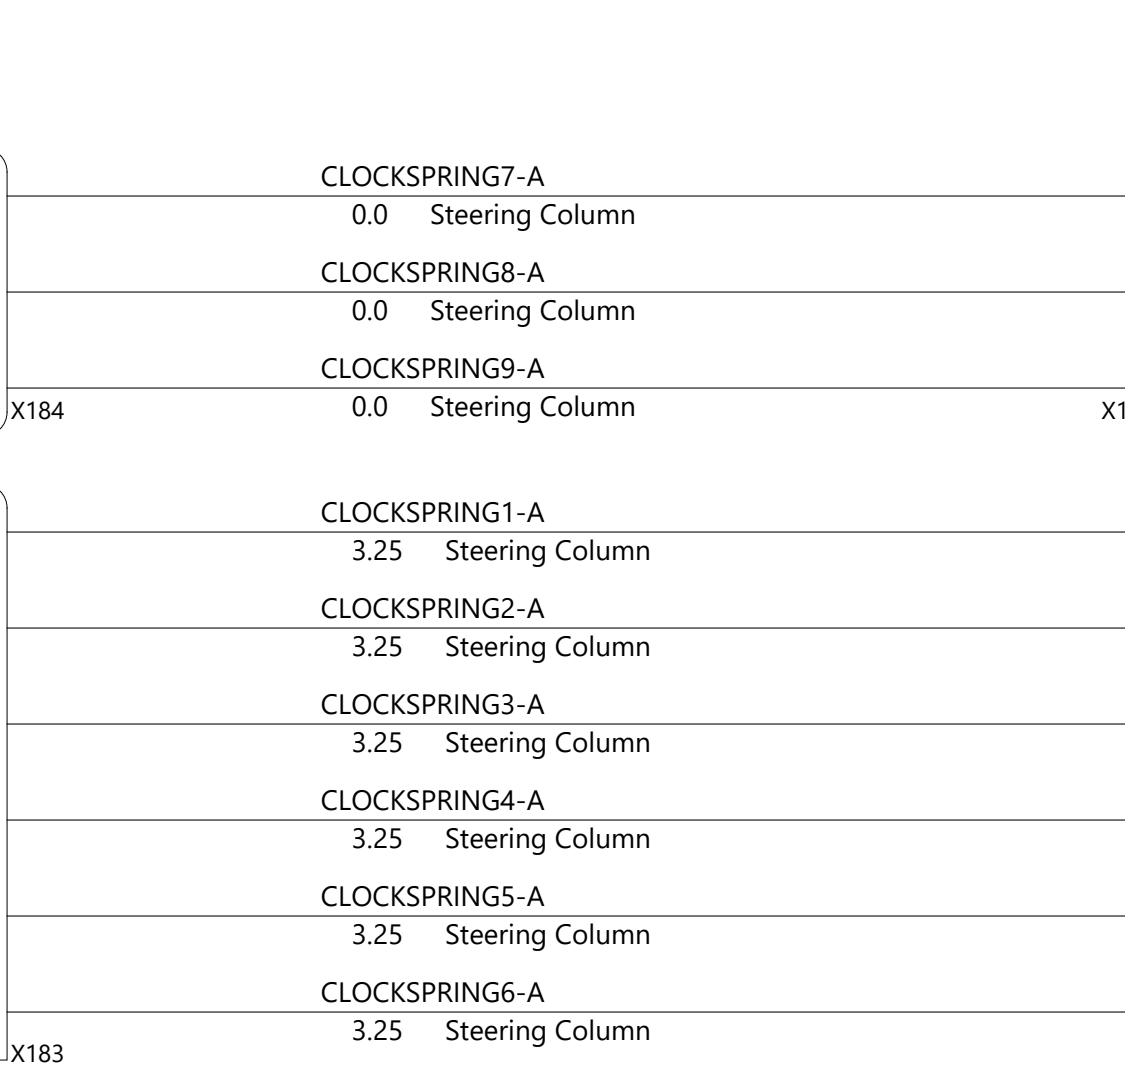 CLOCKSPRING7-A
0.0 Steering Column
CLOCKSPRING8-A
0.0 Steering Column
CLOCKSPRING9-A
X184 0.0 Steering Column X1
CLOCKSPRING1-A
3.25 Steering Column
CLOCKSPRING2-A
3.25 Steering Column
CLOCKSPRING3-A
3.25 Steering Column
CLOCKSPRING4-A
3.25 Steering Column
CLOCKSPRING5-A
3.25 Steering Column
CLOCKSPRING6-A
3.25 Steering Column
X183